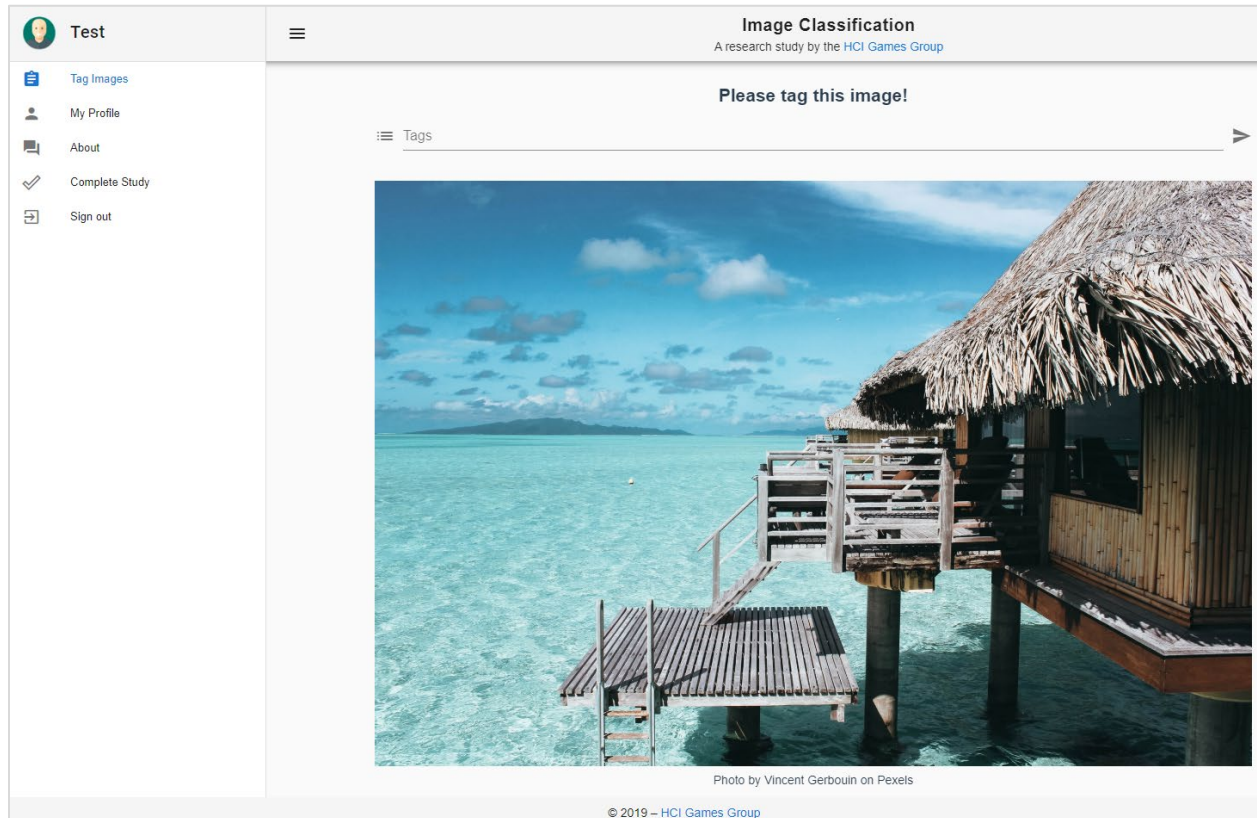 Test
Tag Images
My Profile
About
Complete Study
Sign out
Image Classification
A research study by the HCI Games Group
Please tag this image!
Tags
Photo by Vincent Gerbouin on Pexels
© 2019 – HCI Games Group